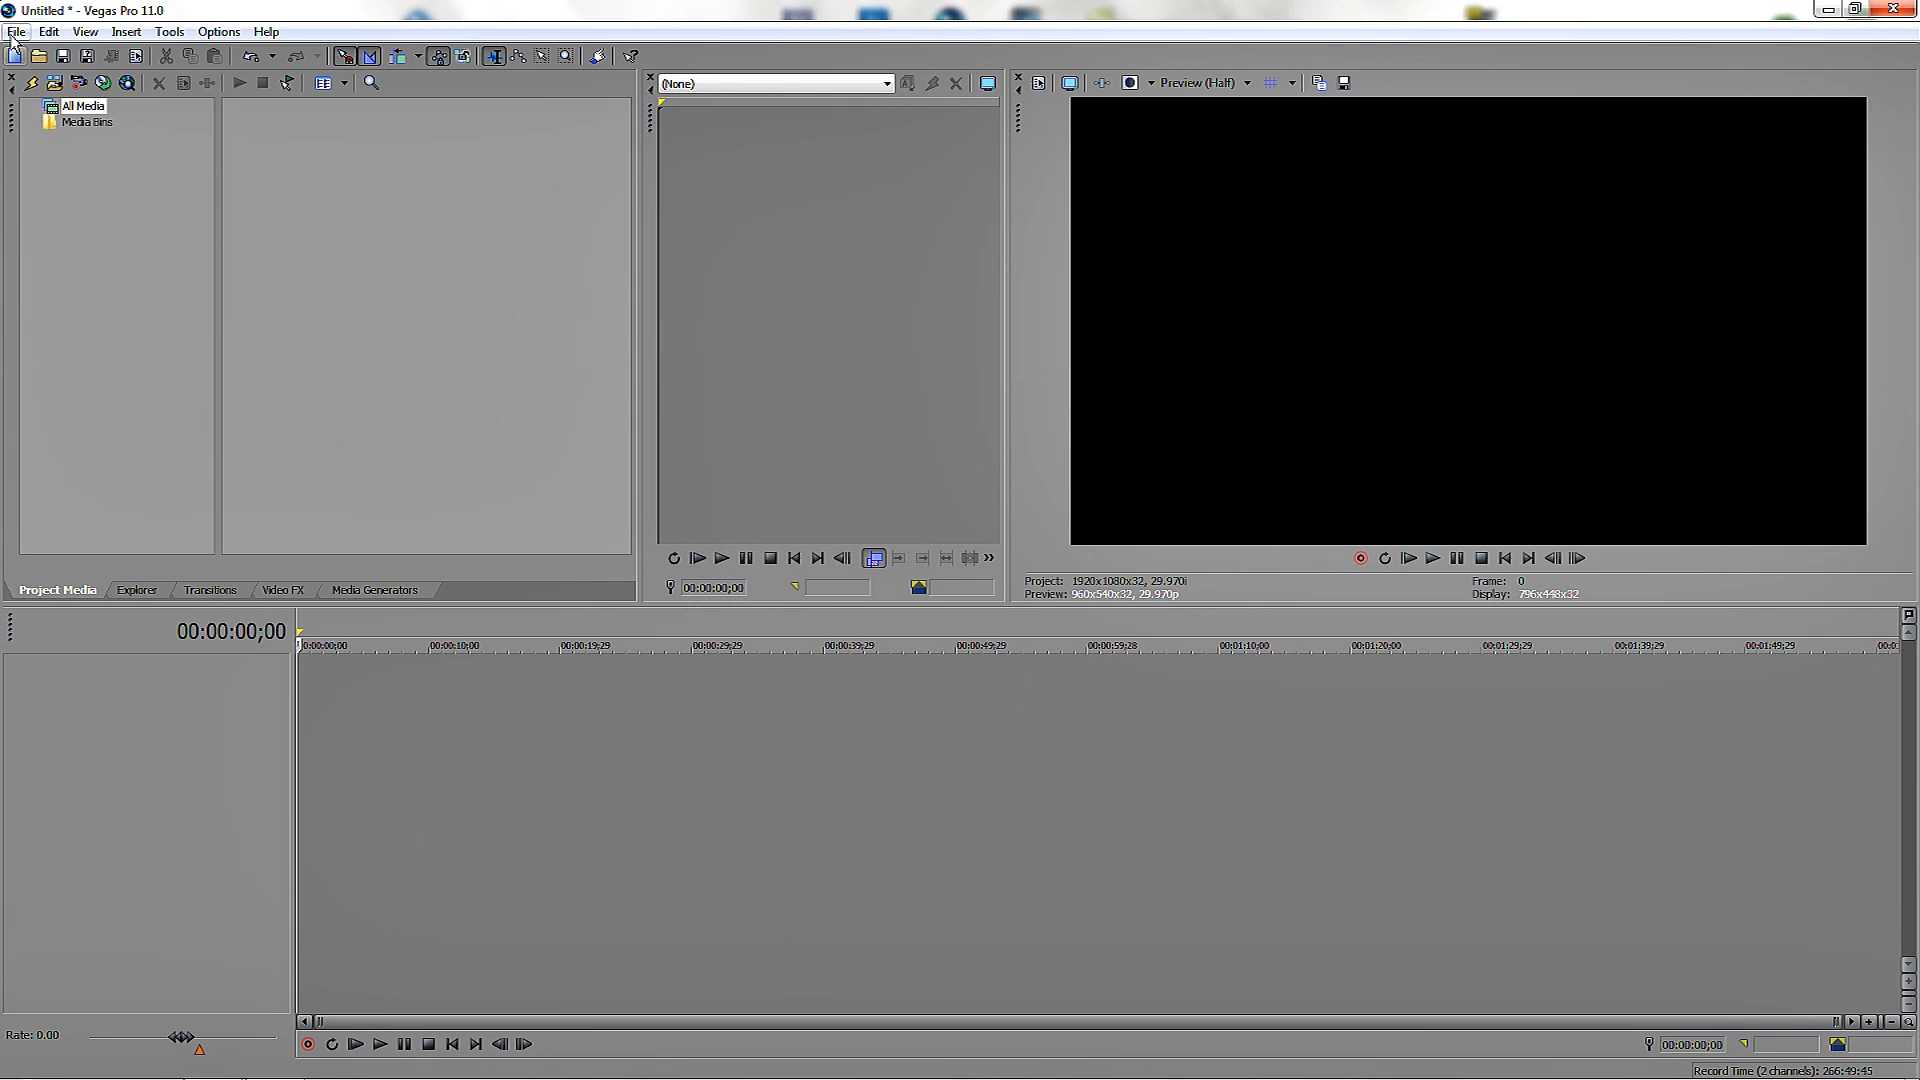 Untitled * - Vegas Pro 11.0
File Edit View Insert Tools Options Help
(None)
Preview (Half)
All Media
Media Bins
Project Media Explorer Transitions Video FX Media Generators
00:00:00;00
Project: 1920x1080x32, 29.970i
Preview: 960x540x32, 29.970p
Frame: 0
Display: 796x448x32
00:00:00;00
0:00:00;00 00:00:10;00 00:00:19;29 00:00:29;29 00:00:39;29 00:00:49;29 00:00:59;28 00:01:10;00 00:01:20;00 00:01:29;29 00:01:39;29 00:01:49;29 00:0
Rate: 0.00
00:00:00;00
Record Time (2 channels): 266:49:45